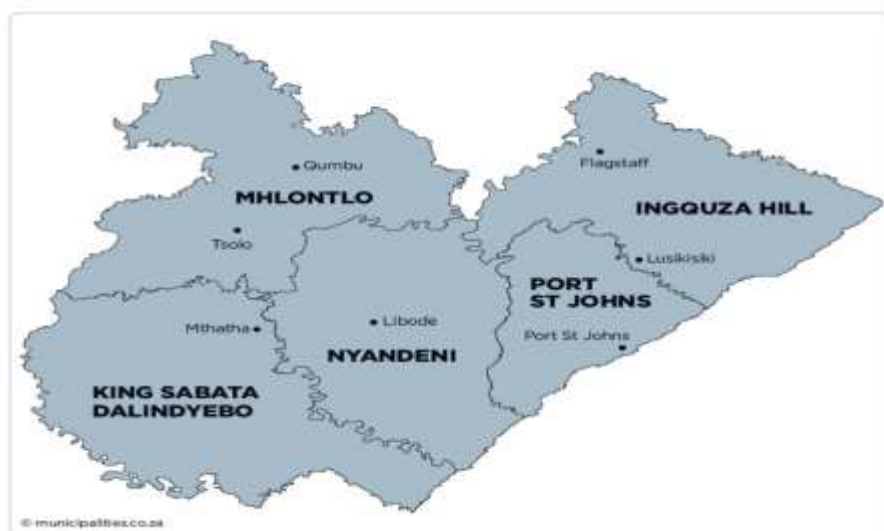 Qumbu
MHLONTLO
Tsolo
Flagstaff
INGQUZA HILL
Lusikisiki
PORT
ST JOHNS
Port St Johns
Mthatha
Libode
NYANDENI
KING SABATA
DALINDYEBO
© municipalities.co.za